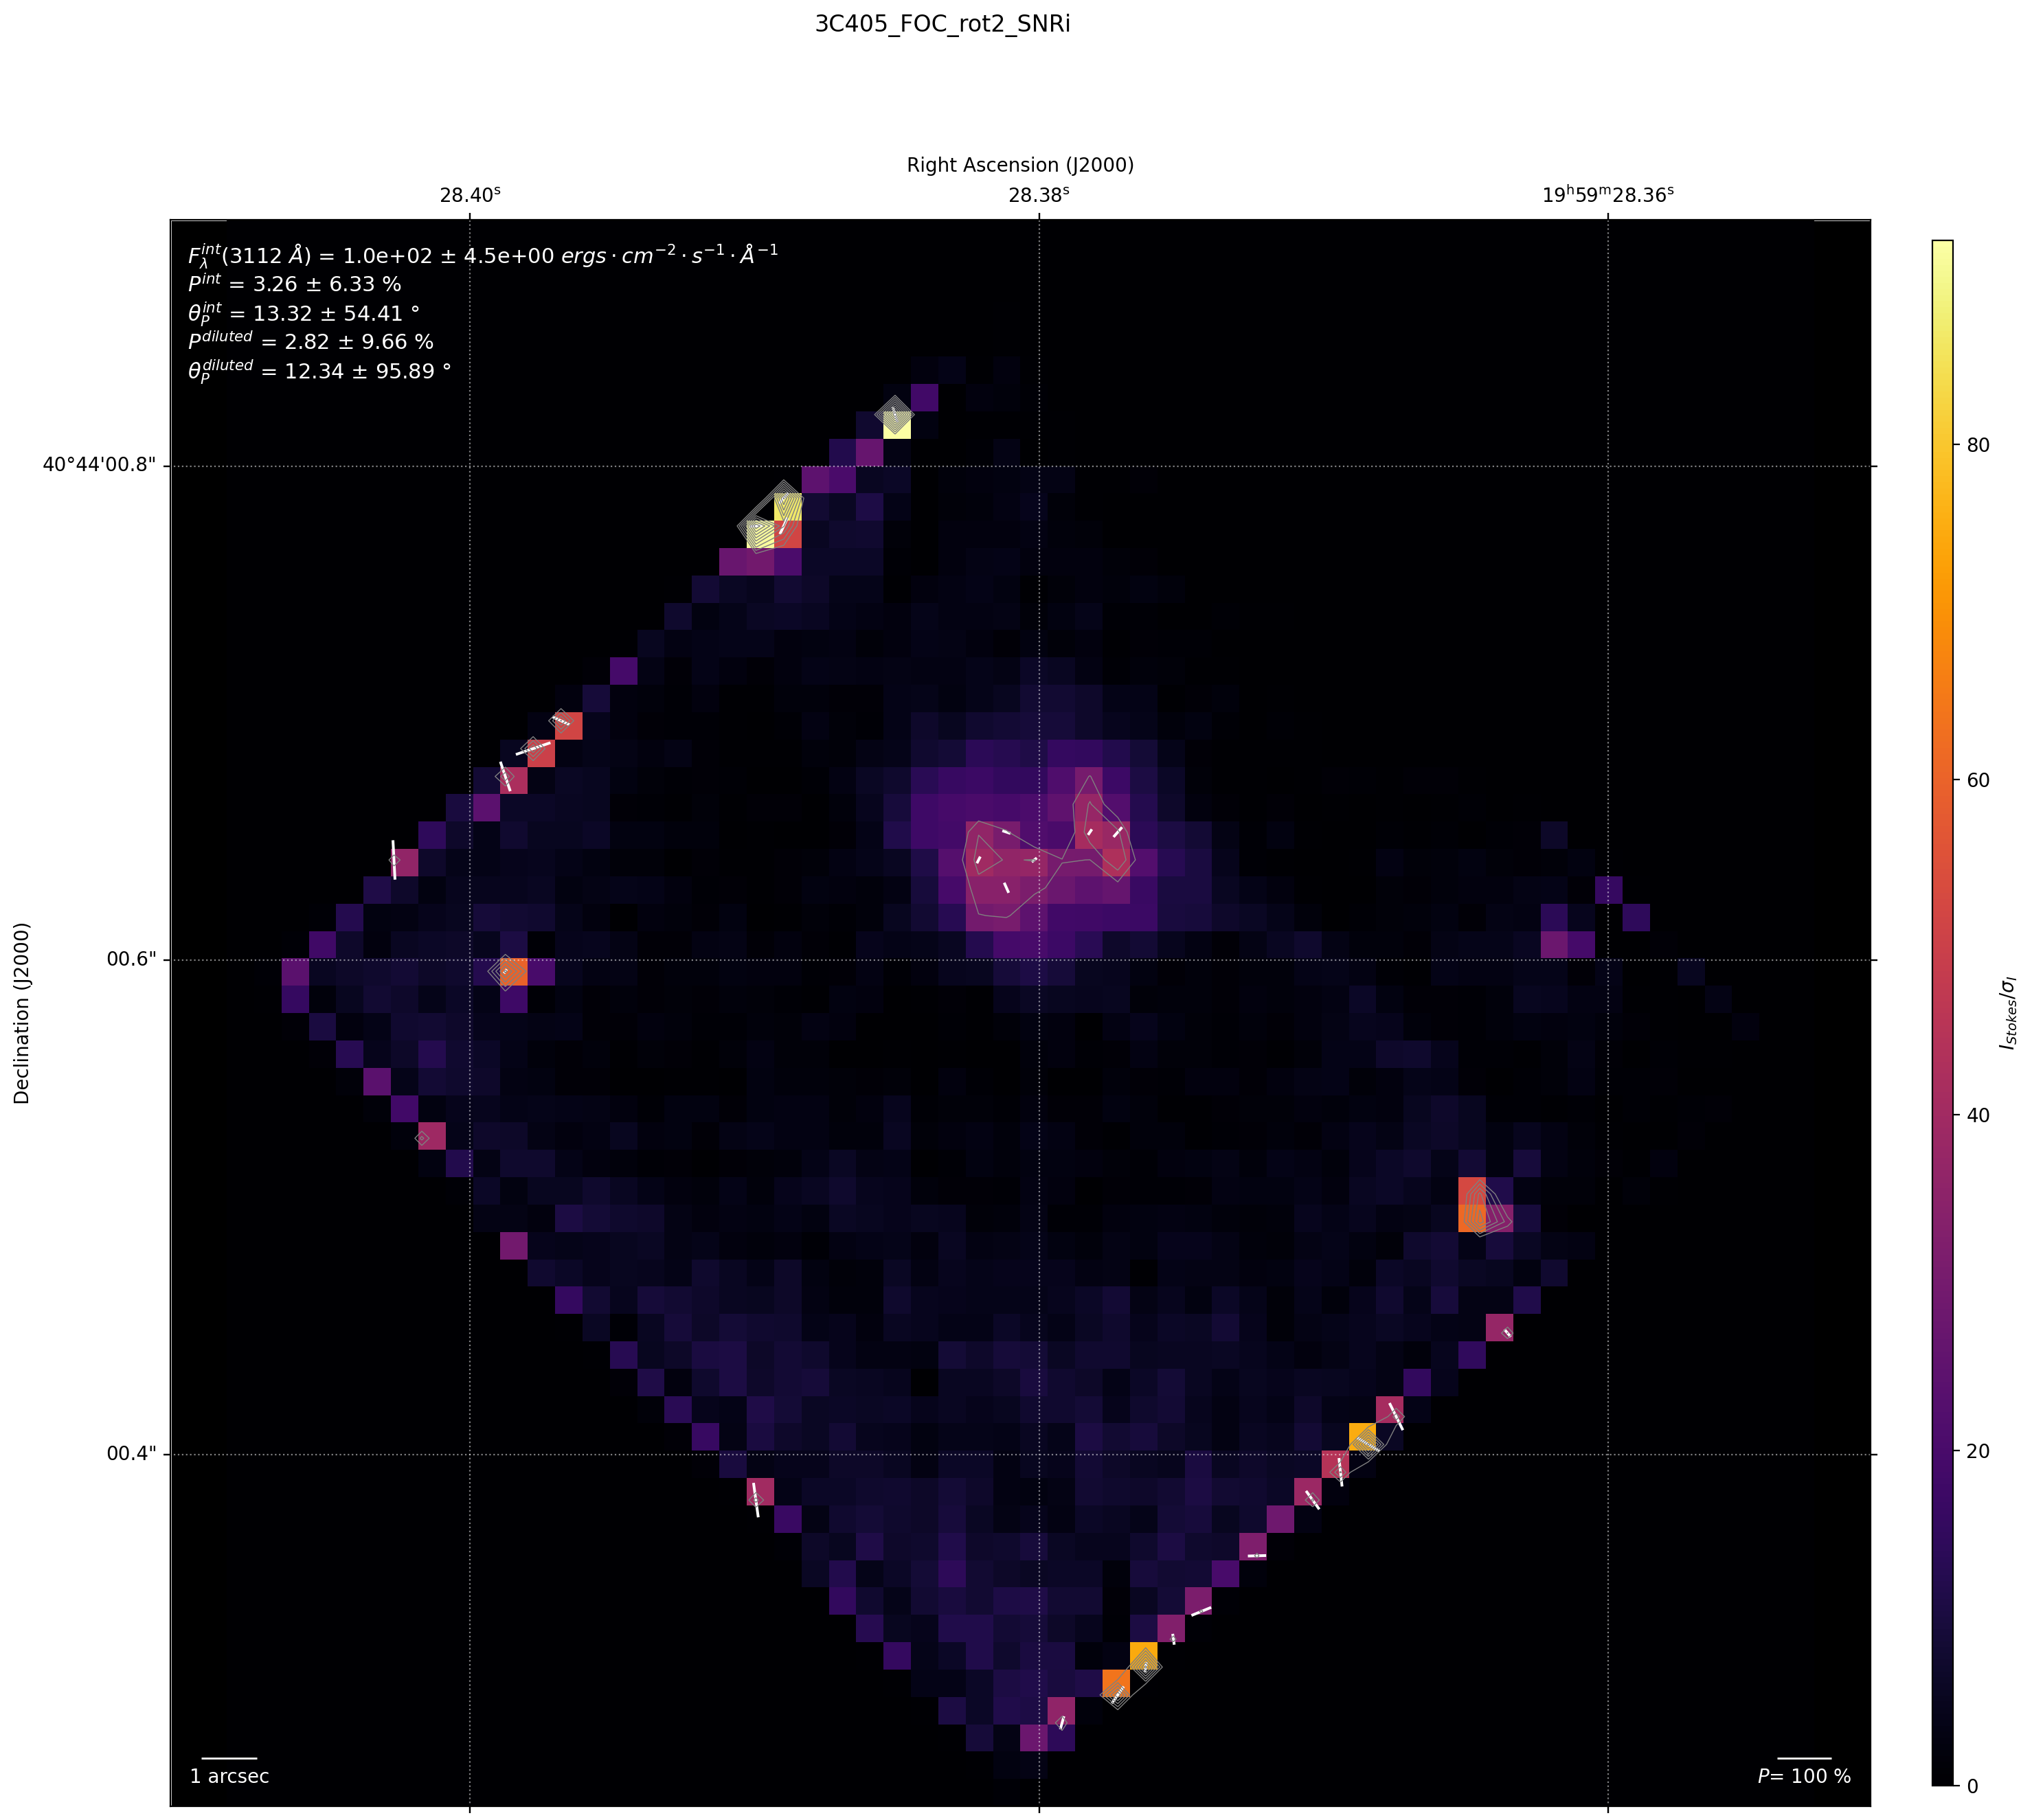 3C405_FOC_rot2_SNRi
Right Ascension (J2000)
28.40ˢ 28.38ˢ 19ʰ59ᵐ28.36ˢ
F_λ^int(3112 Å) = 1.0e+02 ± 4.5e+00 ergs · cm⁻² · s⁻¹ · Å⁻¹
P^int = 3.26 ± 6.33 %
θ_P^int = 13.32 ± 54.41 °
P^diluted = 2.82 ± 9.66 %
θ_P^diluted = 12.34 ± 95.89 °
40°44'00.8"
00.6"
00.4"
Declination (J2000)
1 arcsec
P= 100 %
80
60
40
20
0
I_Stokes/σ_I